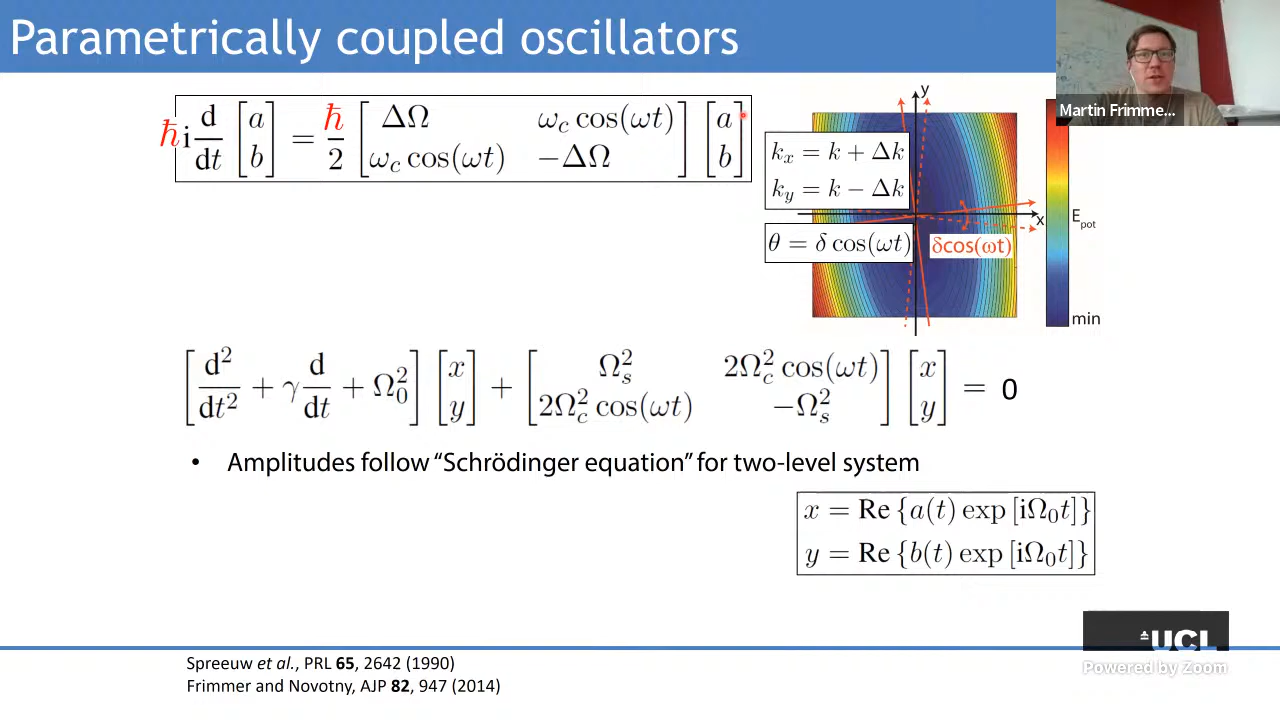 Parametrically coupled oscillators
Martin Frimme...
ħ i d/dt [a b] = ħ/2 [ΔΩ ω_c cos(ωt) ω_c cos(ωt) −ΔΩ] [a b]
y
k_x = k + Δk
k_y = k − Δk
x
E_pot
θ = δ cos(ωt)
δcos(ωt)
min
[d²/dt² + γ d/dt + Ω₀²] [x y] + [Ω_s² 2Ω_c² cos(ωt) 2Ω_c² cos(ωt) −Ω_s²] [x y] = 0
• Amplitudes follow “Schrödinger equation” for two-level system
x = Re {a(t) exp [iΩ₀t]}
y = Re {b(t) exp [iΩ₀t]}
UCL
Powered by Zoom
Spreeuw et al., PRL 65, 2642 (1990)
Frimmer and Novotny, AJP 82, 947 (2014)